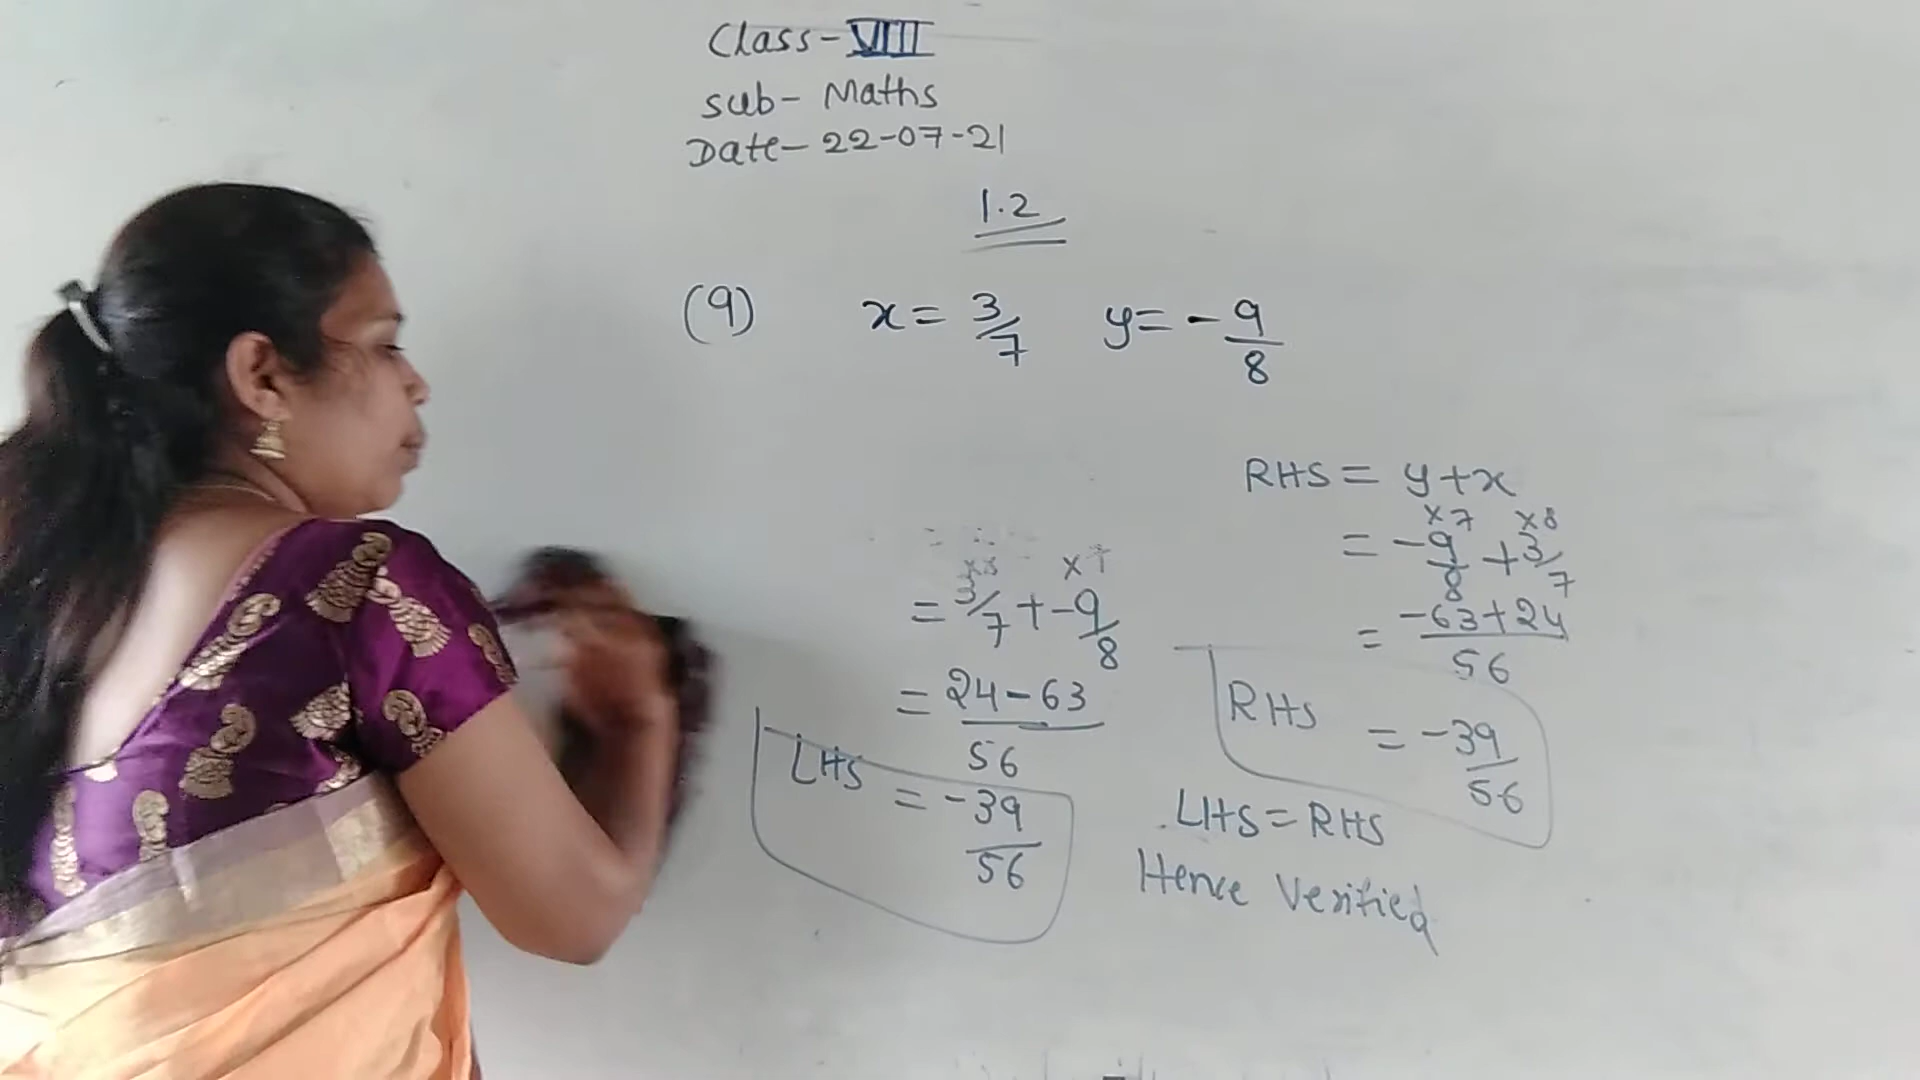 Class - VIII
Sub - Maths
Date - 22-07-21
1.2
(9) x = 3/7 y = -9/8
= 3/7 + -9/8
= 24 - 63 / 56
LHS = -39/56
RHS = y + x
×7 ×8
= -9/8 + 3/7
= -63 + 24 / 56
RHS = -39/56
LHS = RHS
Hence Verified